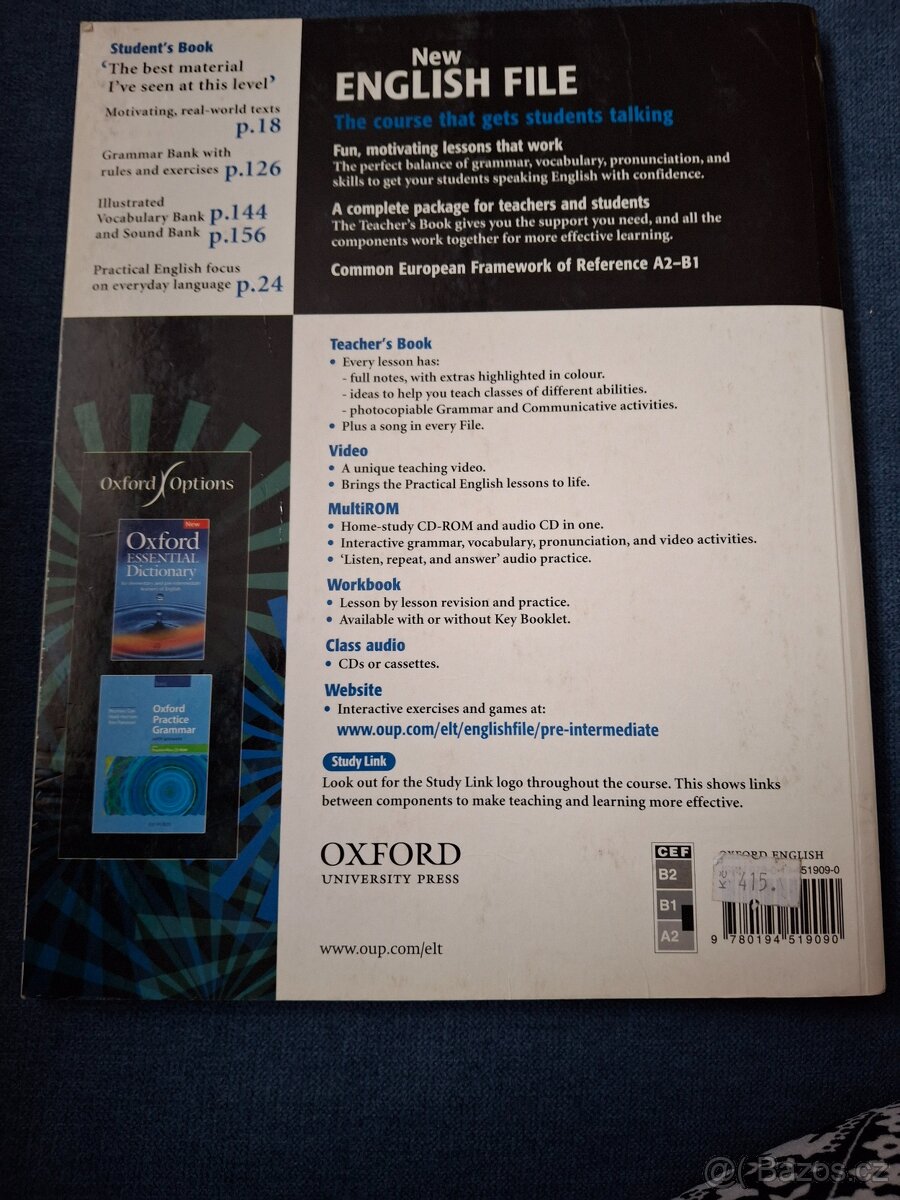 Student's Book
‘The best material
I've seen at this level’
Motivating, real-world texts
p.18
Grammar Bank with
rules and exercises p.126
Illustrated
Vocabulary Bank p.144
and Sound Bank p.156
Practical English focus
on everyday language p.24
New
ENGLISH FILE
The course that gets students talking
Fun, motivating lessons that work
The perfect balance of grammar, vocabulary, pronunciation, and
skills to get your students speaking English with confidence.
A complete package for teachers and students
The Teacher's Book gives you the support you need, and all the
components work together for more effective learning.
Common European Framework of Reference A2–B1
Teacher's Book
• Every lesson has:
- full notes, with extras highlighted in colour.
- ideas to help you teach classes of different abilities.
- photocopiable Grammar and Communicative activities.
• Plus a song in every File.
Video
• A unique teaching video.
• Brings the Practical English lessons to life.
MultiROM
• Home-study CD-ROM and audio CD in one.
• Interactive grammar, vocabulary, pronunciation, and video activities.
• ‘Listen, repeat, and answer’ audio practice.
Workbook
• Lesson by lesson revision and practice.
• Available with or without Key Booklet.
Class audio
• CDs or cassettes.
Website
• Interactive exercises and games at:
www.oup.com/elt/englishfile/pre-intermediate
Study Link
Look out for the Study Link logo throughout the course. This shows links
between components to make teaching and learning more effective.
Oxford Options
New
Oxford
ESSENTIAL
Dictionary
for elementary and pre-intermediate
learners of English
Oxford
Practice
Grammar
with answers
OXFORD
UNIVERSITY PRESS
www.oup.com/elt
CEF
B2
B1
A2
OXFORD ENGLISH
51909-0
Kč
415.
9 780194 519090
Bazos.cz